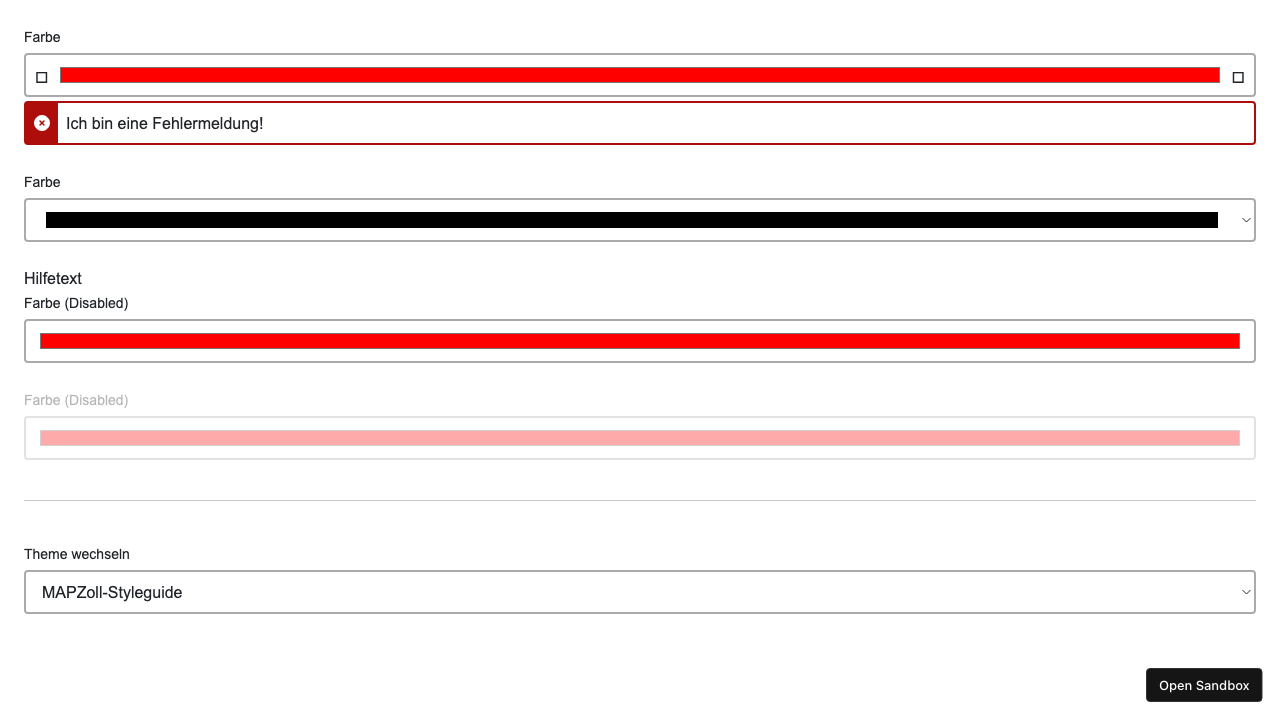 Farbe
Ich bin eine Fehlermeldung!
Farbe
Hilfetext
Farbe (Disabled)
Farbe (Disabled)
Theme wechseln
MAPZoll-Styleguide
Open Sandbox